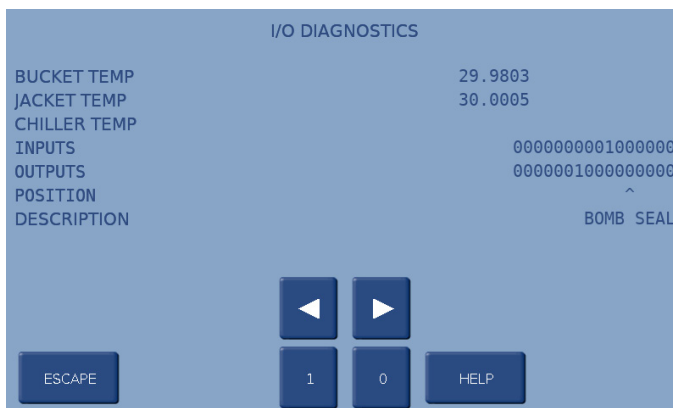 I/O DIAGNOSTICS
BUCKET TEMP 29.9803
JACKET TEMP 30.0005
CHILLER TEMP
INPUTS 0000000001000000
OUTPUTS 0000001000000000
POSITION ^
DESCRIPTION BOMB SEAL
ESCAPE 1 0 HELP